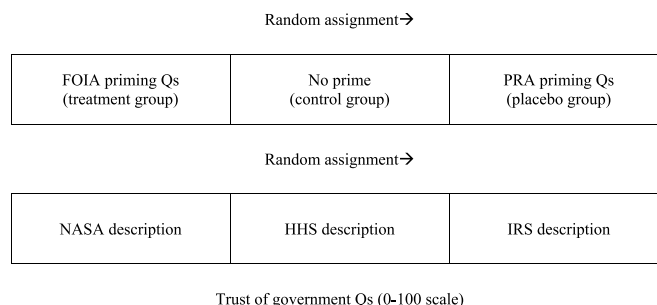 Random assignment→
FOIA priming Qs
(treatment group)
No prime
(control group)
PRA priming Qs
(placebo group)
Random assignment→
NASA description
HHS description
IRS description
Trust of government Qs (0-100 scale)